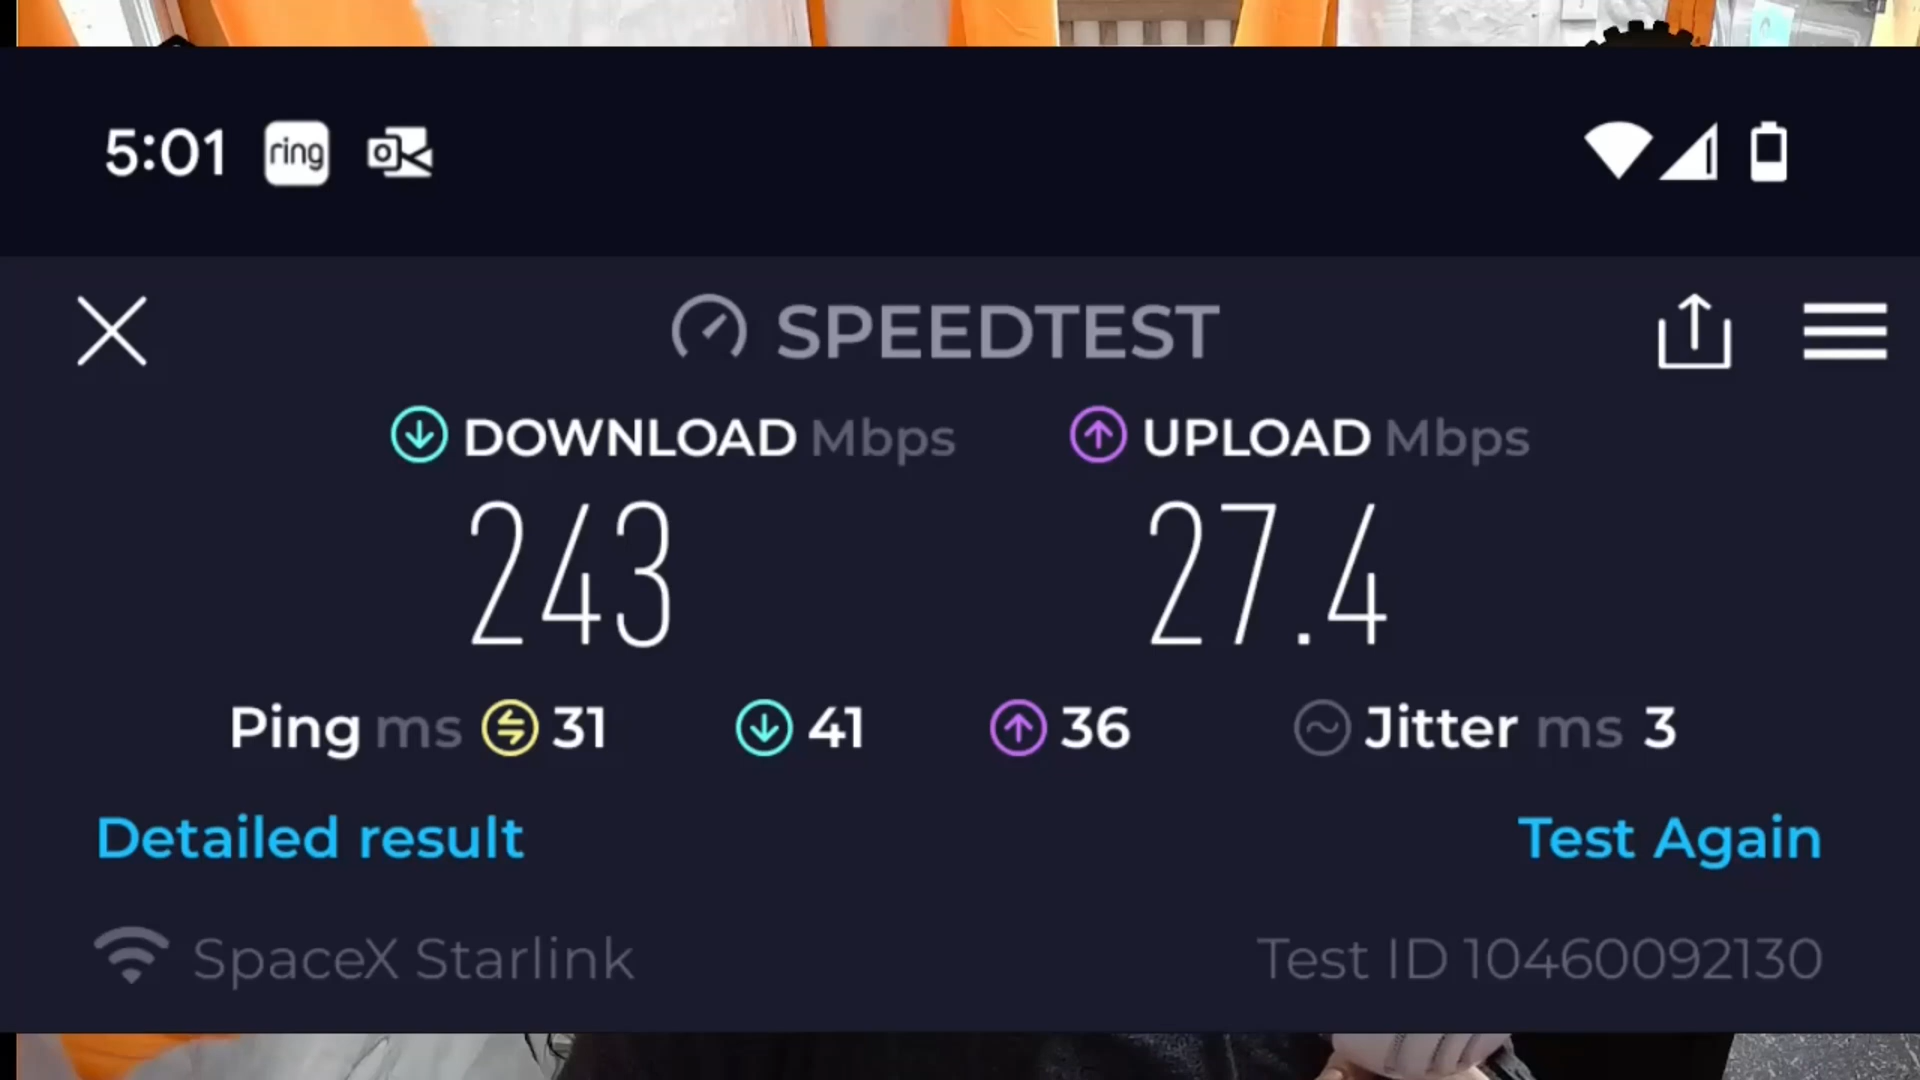 5:01 ring
SPEEDTEST
DOWNLOAD Mbps UPLOAD Mbps
243 27.4
Ping ms 31 41 36 Jitter ms 3
Detailed result Test Again
SpaceX Starlink Test ID 10460092130